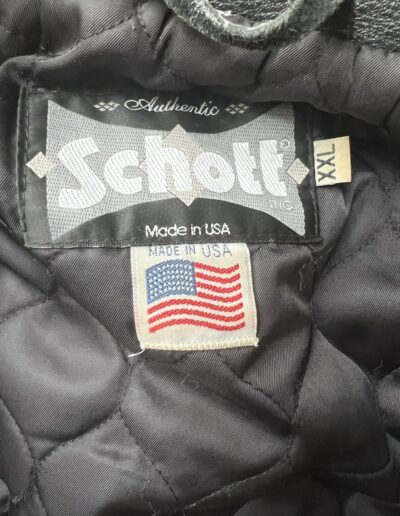 Authentic
Schott
INC
XXL
Made in USA
MADE IN USA